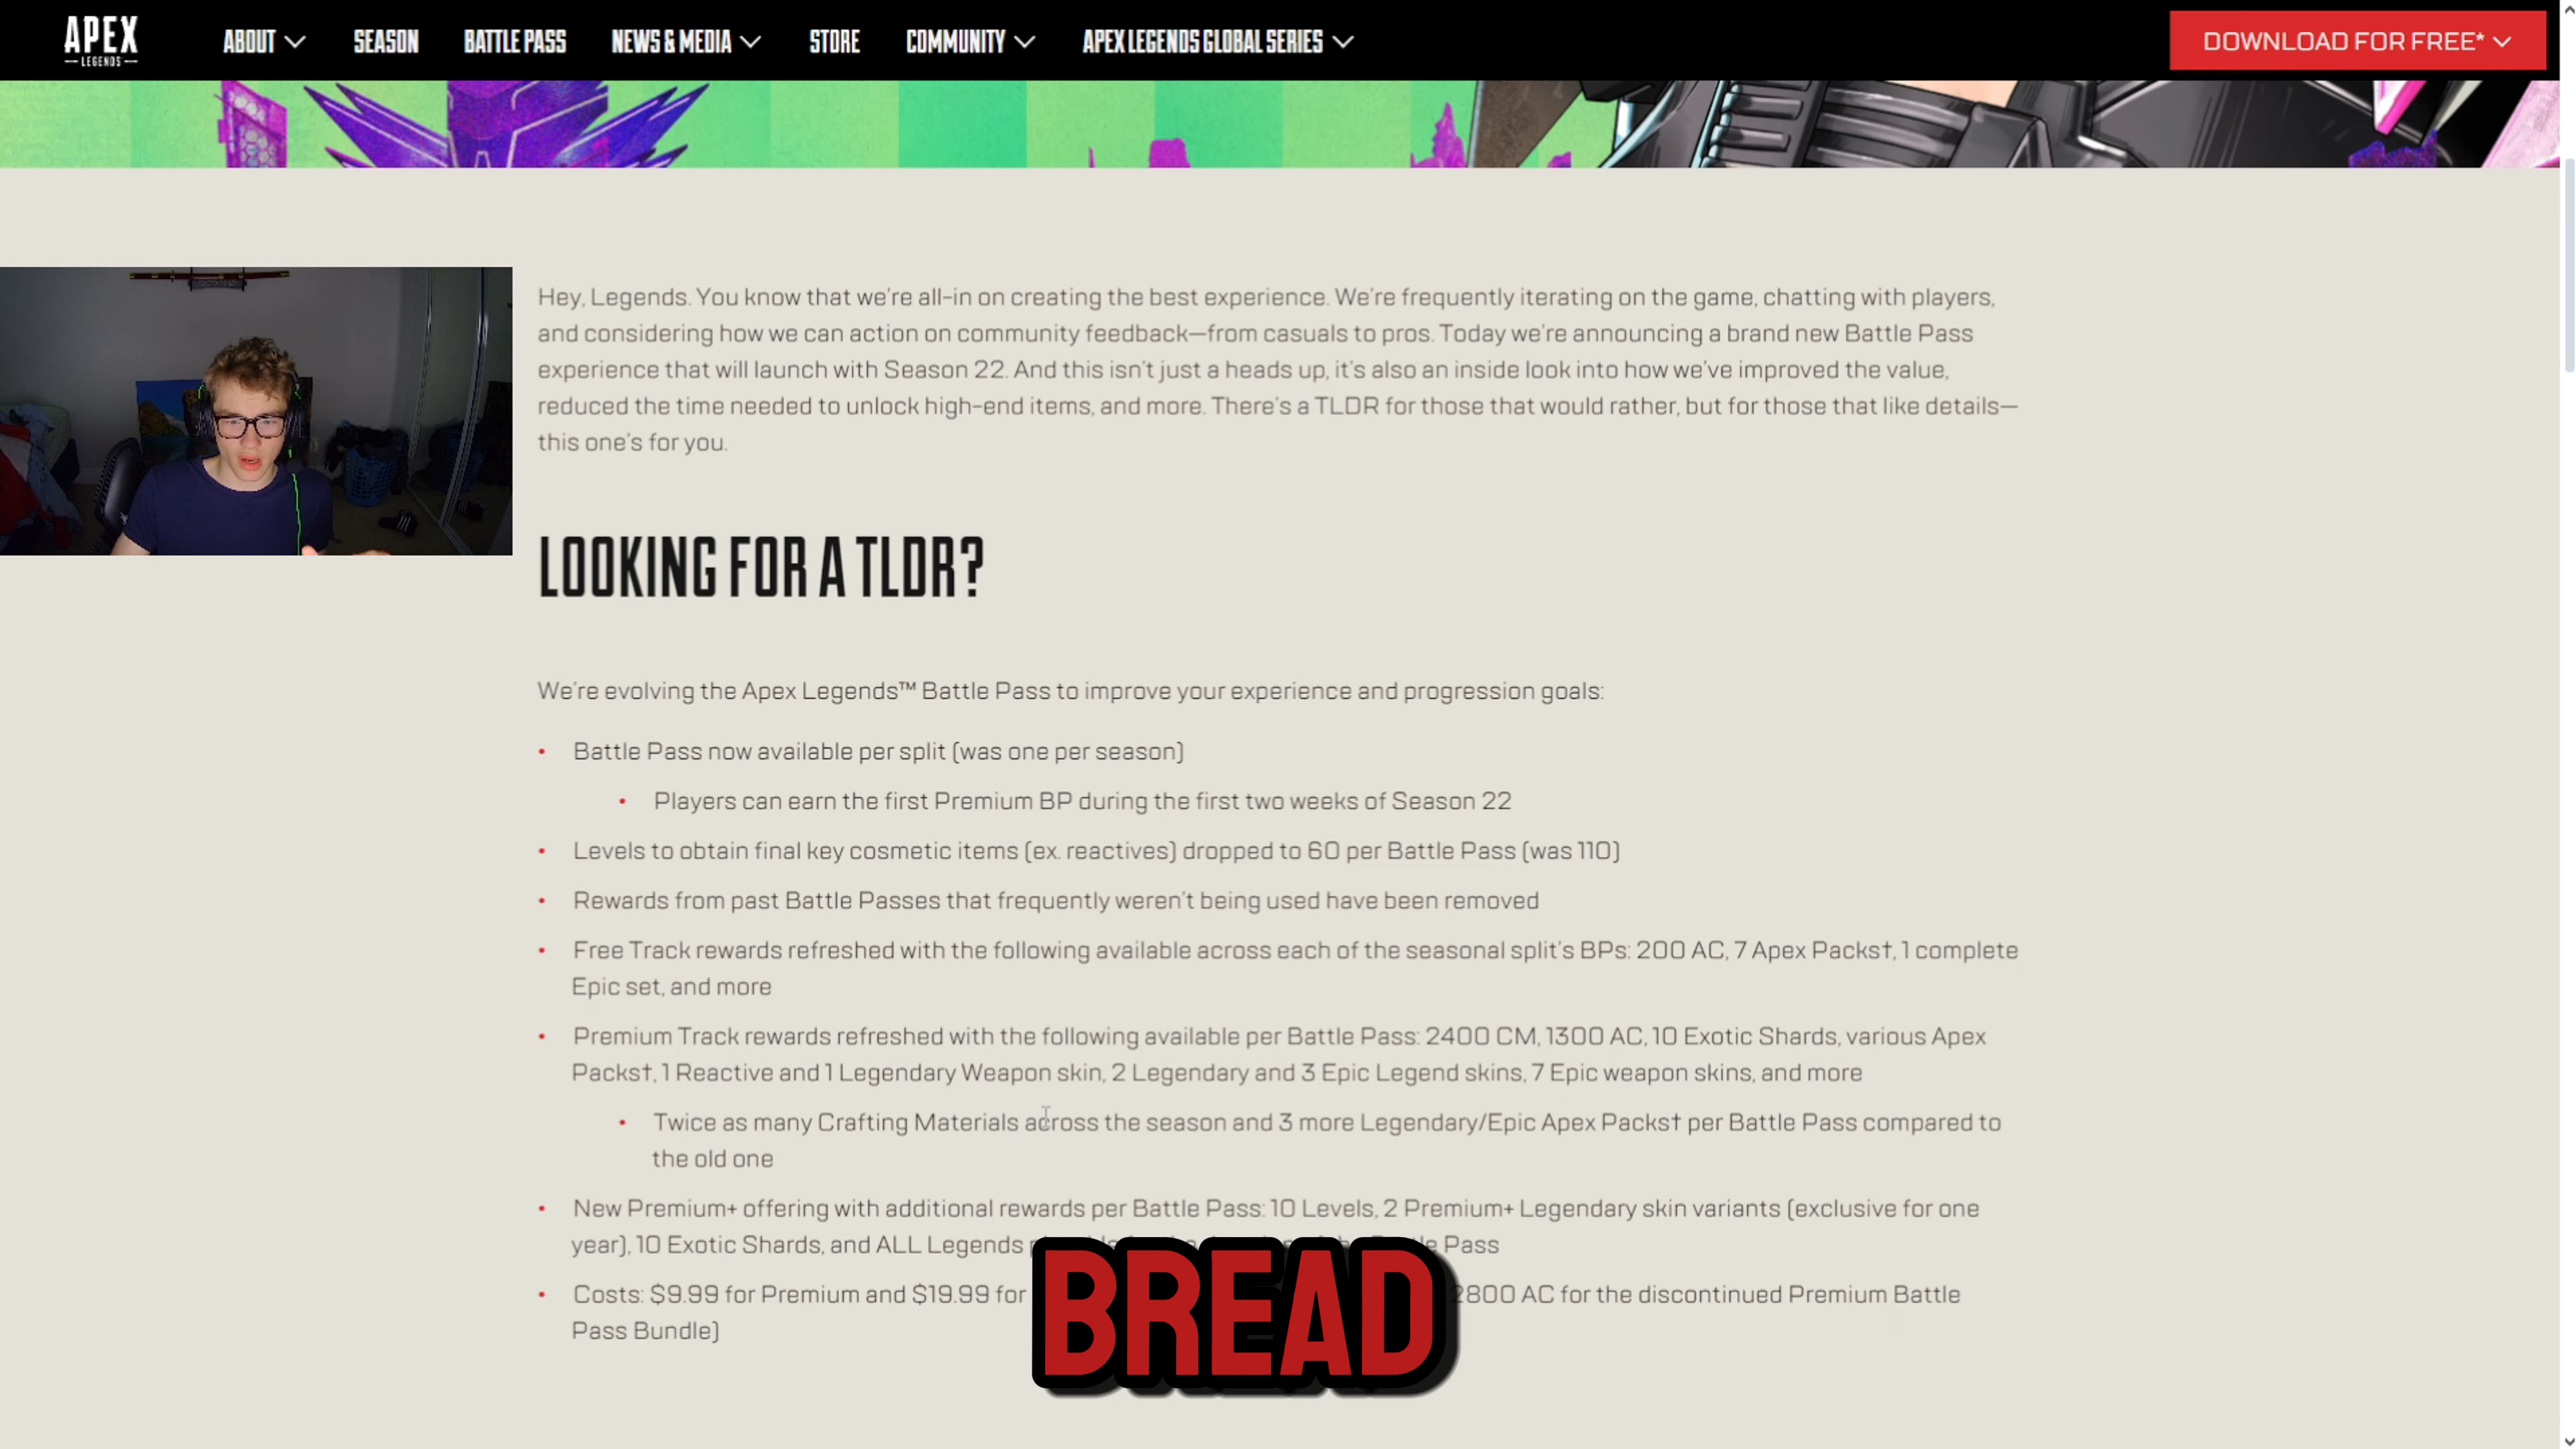 APEX
LEGENDS
ABOUT SEASON BATTLE PASS NEWS & MEDIA STORE COMMUNITY APEX LEGENDS GLOBAL SERIES DOWNLOAD FOR FREE*
Hey, Legends. You know that we're all-in on creating the best experience. We're frequently iterating on the game, chatting with players,
and considering how we can action on community feedback—from casuals to pros. Today we're announcing a brand new Battle Pass
experience that will launch with Season 22. And this isn't just a heads up, it's also an inside look into how we've improved the value,
reduced the time needed to unlock high-end items, and more. There's a TLDR for those that would rather, but for those that like details—
this one's for you.
LOOKING FOR A TLDR?
We're evolving the Apex Legends™ Battle Pass to improve your experience and progression goals:
• Battle Pass now available per split (was one per season)
• Players can earn the first Premium BP during the first two weeks of Season 22
• Levels to obtain final key cosmetic items (ex. reactives) dropped to 60 per Battle Pass (was 110)
• Rewards from past Battle Passes that frequently weren't being used have been removed
• Free Track rewards refreshed with the following available across each of the seasonal split's BPs: 200 AC, 7 Apex Packs†, 1 complete
Epic set, and more
• Premium Track rewards refreshed with the following available per Battle Pass: 2400 CM, 1300 AC, 10 Exotic Shards, various Apex
Packs†, 1 Reactive and 1 Legendary Weapon skin, 2 Legendary and 3 Epic Legend skins, 7 Epic weapon skins, and more
• Twice as many Crafting Materials across the season and 3 more Legendary/Epic Apex Packs† per Battle Pass compared to
the old one
• New Premium+ offering with additional rewards per Battle Pass: 10 Levels, 2 Premium+ Legendary skin variants (exclusive for one
year), 10 Exotic Shards, and ALL Legends Pass
• Costs: $9.99 for Premium and $19.99 for 2800 AC for the discontinued Premium Battle
Pass Bundle)
BREAD